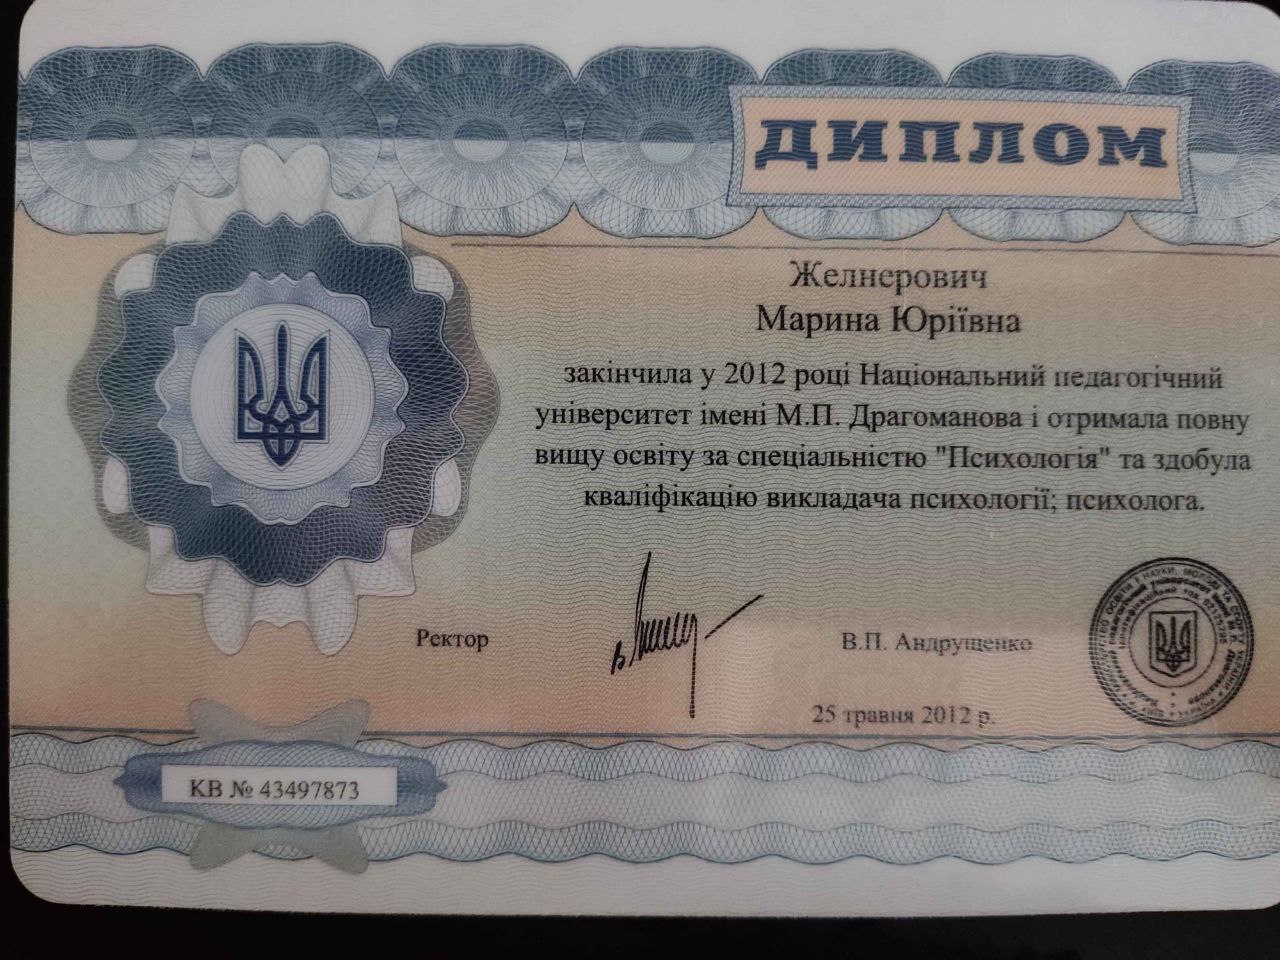 ДИПЛОМ
Желнерович
Марина Юріївна
закінчила у 2012 році Національний педагогічний
університет імені М.П. Драгоманова і отримала повну
вищу освіту за спеціальністю "Психологія" та здобула
кваліфікацію викладача психології; психолога.
Ректор
В.П. Андрущенко
25 травня 2012 р.
КВ № 43497873